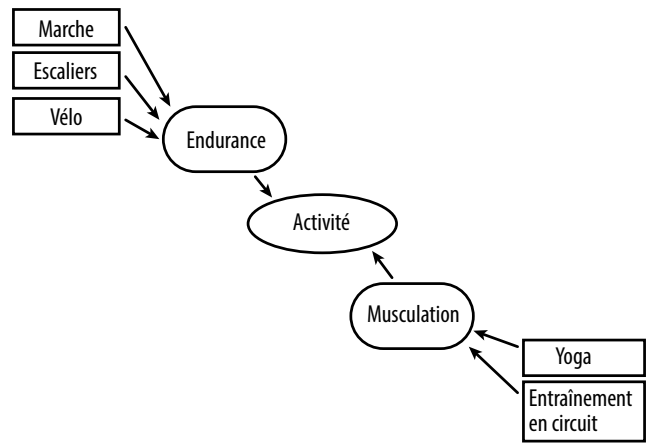 Marche
Escaliers
Vélo
Endurance
Activité
Musculation
Yoga
Entraînement
en circuit